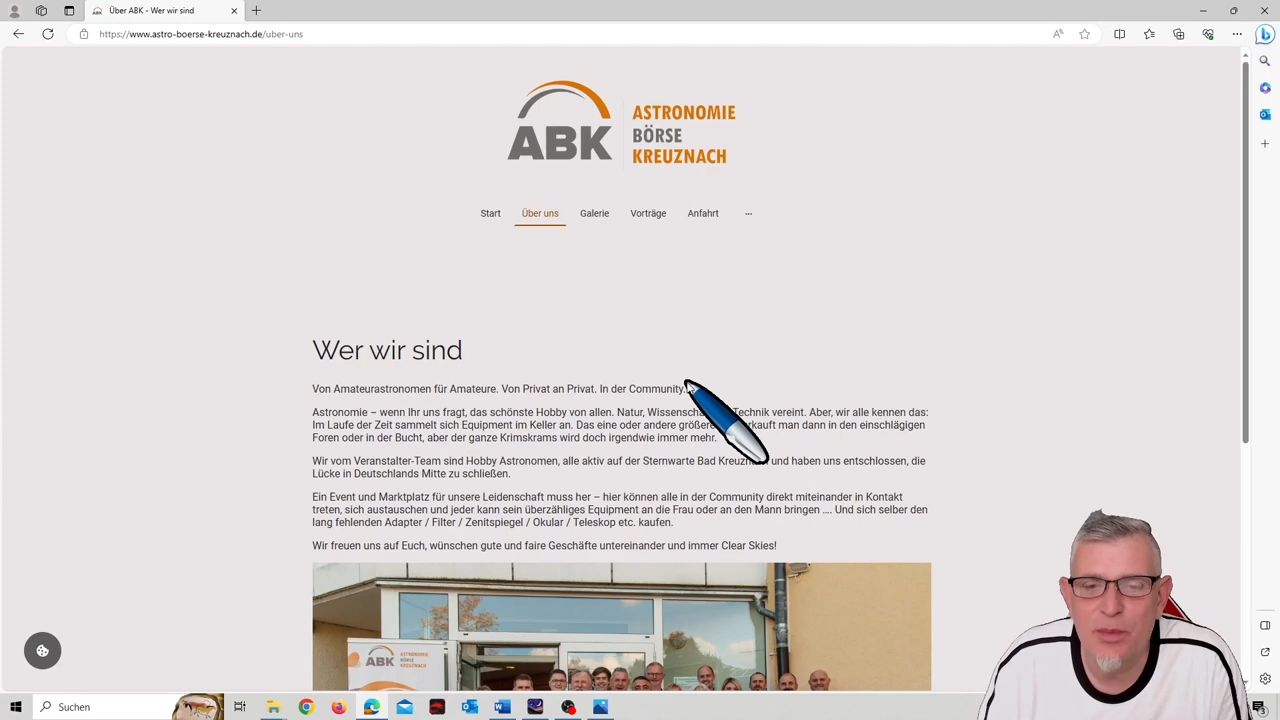 Über ABK - Wer wir sind
https://www.astro-boerse-kreuznach.de/uber-uns
ABK
ASTRONOMIE
BÖRSE
KREUZNACH
Start
Über uns
Galerie
Vorträge
Anfahrt
...
Wer wir sind
Von Amateurastronomen für Amateure. Von Privat an Privat. In der Community.
Astronomie – wenn Ihr uns fragt, das schönste Hobby von allen. Natur, Technik vereint. Aber, wir alle kennen das:
Im Laufe der Zeit sammelt sich Equipment im Keller an. Das eine oder andere man dann in den einschlägigen
Foren oder in der Bucht, aber der ganze Krimskrams wird doch irgendwie immer mehr.
Wir vom Veranstalter-Team sind Hobby Astronomen, alle aktiv auf der Sternwarte Bad und haben uns entschlossen, die
Lücke in Deutschlands Mitte zu schließen.
Ein Event und Marktplatz für unsere Leidenschaft muss her – hier können alle in der Community direkt miteinander in Kontakt
treten, sich austauschen und jeder kann sein überzähliges Equipment an die Frau oder an den Mann bringen .... Und sich selber den
lang fehlenden Adapter / Filter / Zenitspiegel / Okular / Teleskop etc. kaufen.
Wir freuen uns auf Euch, wünschen gute und faire Geschäfte untereinander und immer Clear Skies!
ABK
ASTRONOMIE
BÖRSE
KREUZNACH
Suchen